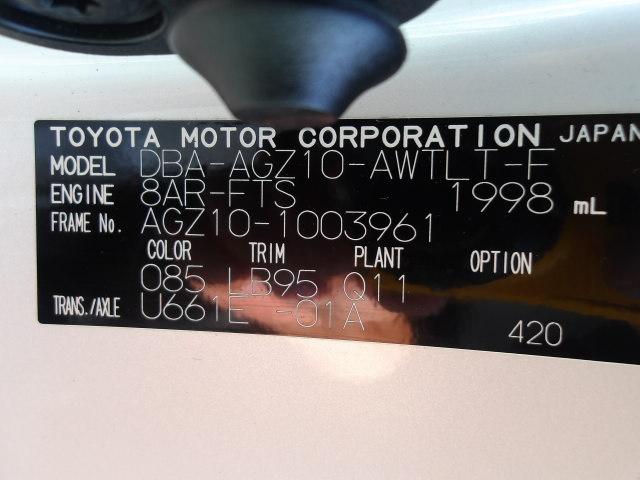 TOYOTA MOTOR CORPORATION JAPAN
MODEL DBA-AGZ10-AWTLT-F
ENGINE 8AR-FTS 1998 mL
FRAME No. AGZ10-1003961
COLOR TRIM PLANT OPTION
085 LB95 Q11
TRANS./AXLE U661E -01A
420